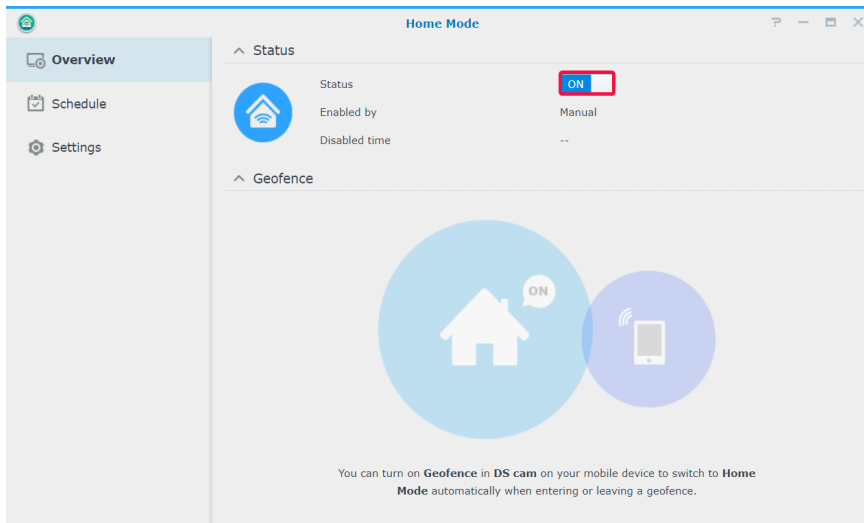 Home Mode
Overview
Schedule
Settings
Status
Status ON
Enabled by Manual
Disabled time --
Geofence
ON
You can turn on Geofence in DS cam on your mobile device to switch to Home
Mode automatically when entering or leaving a geofence.